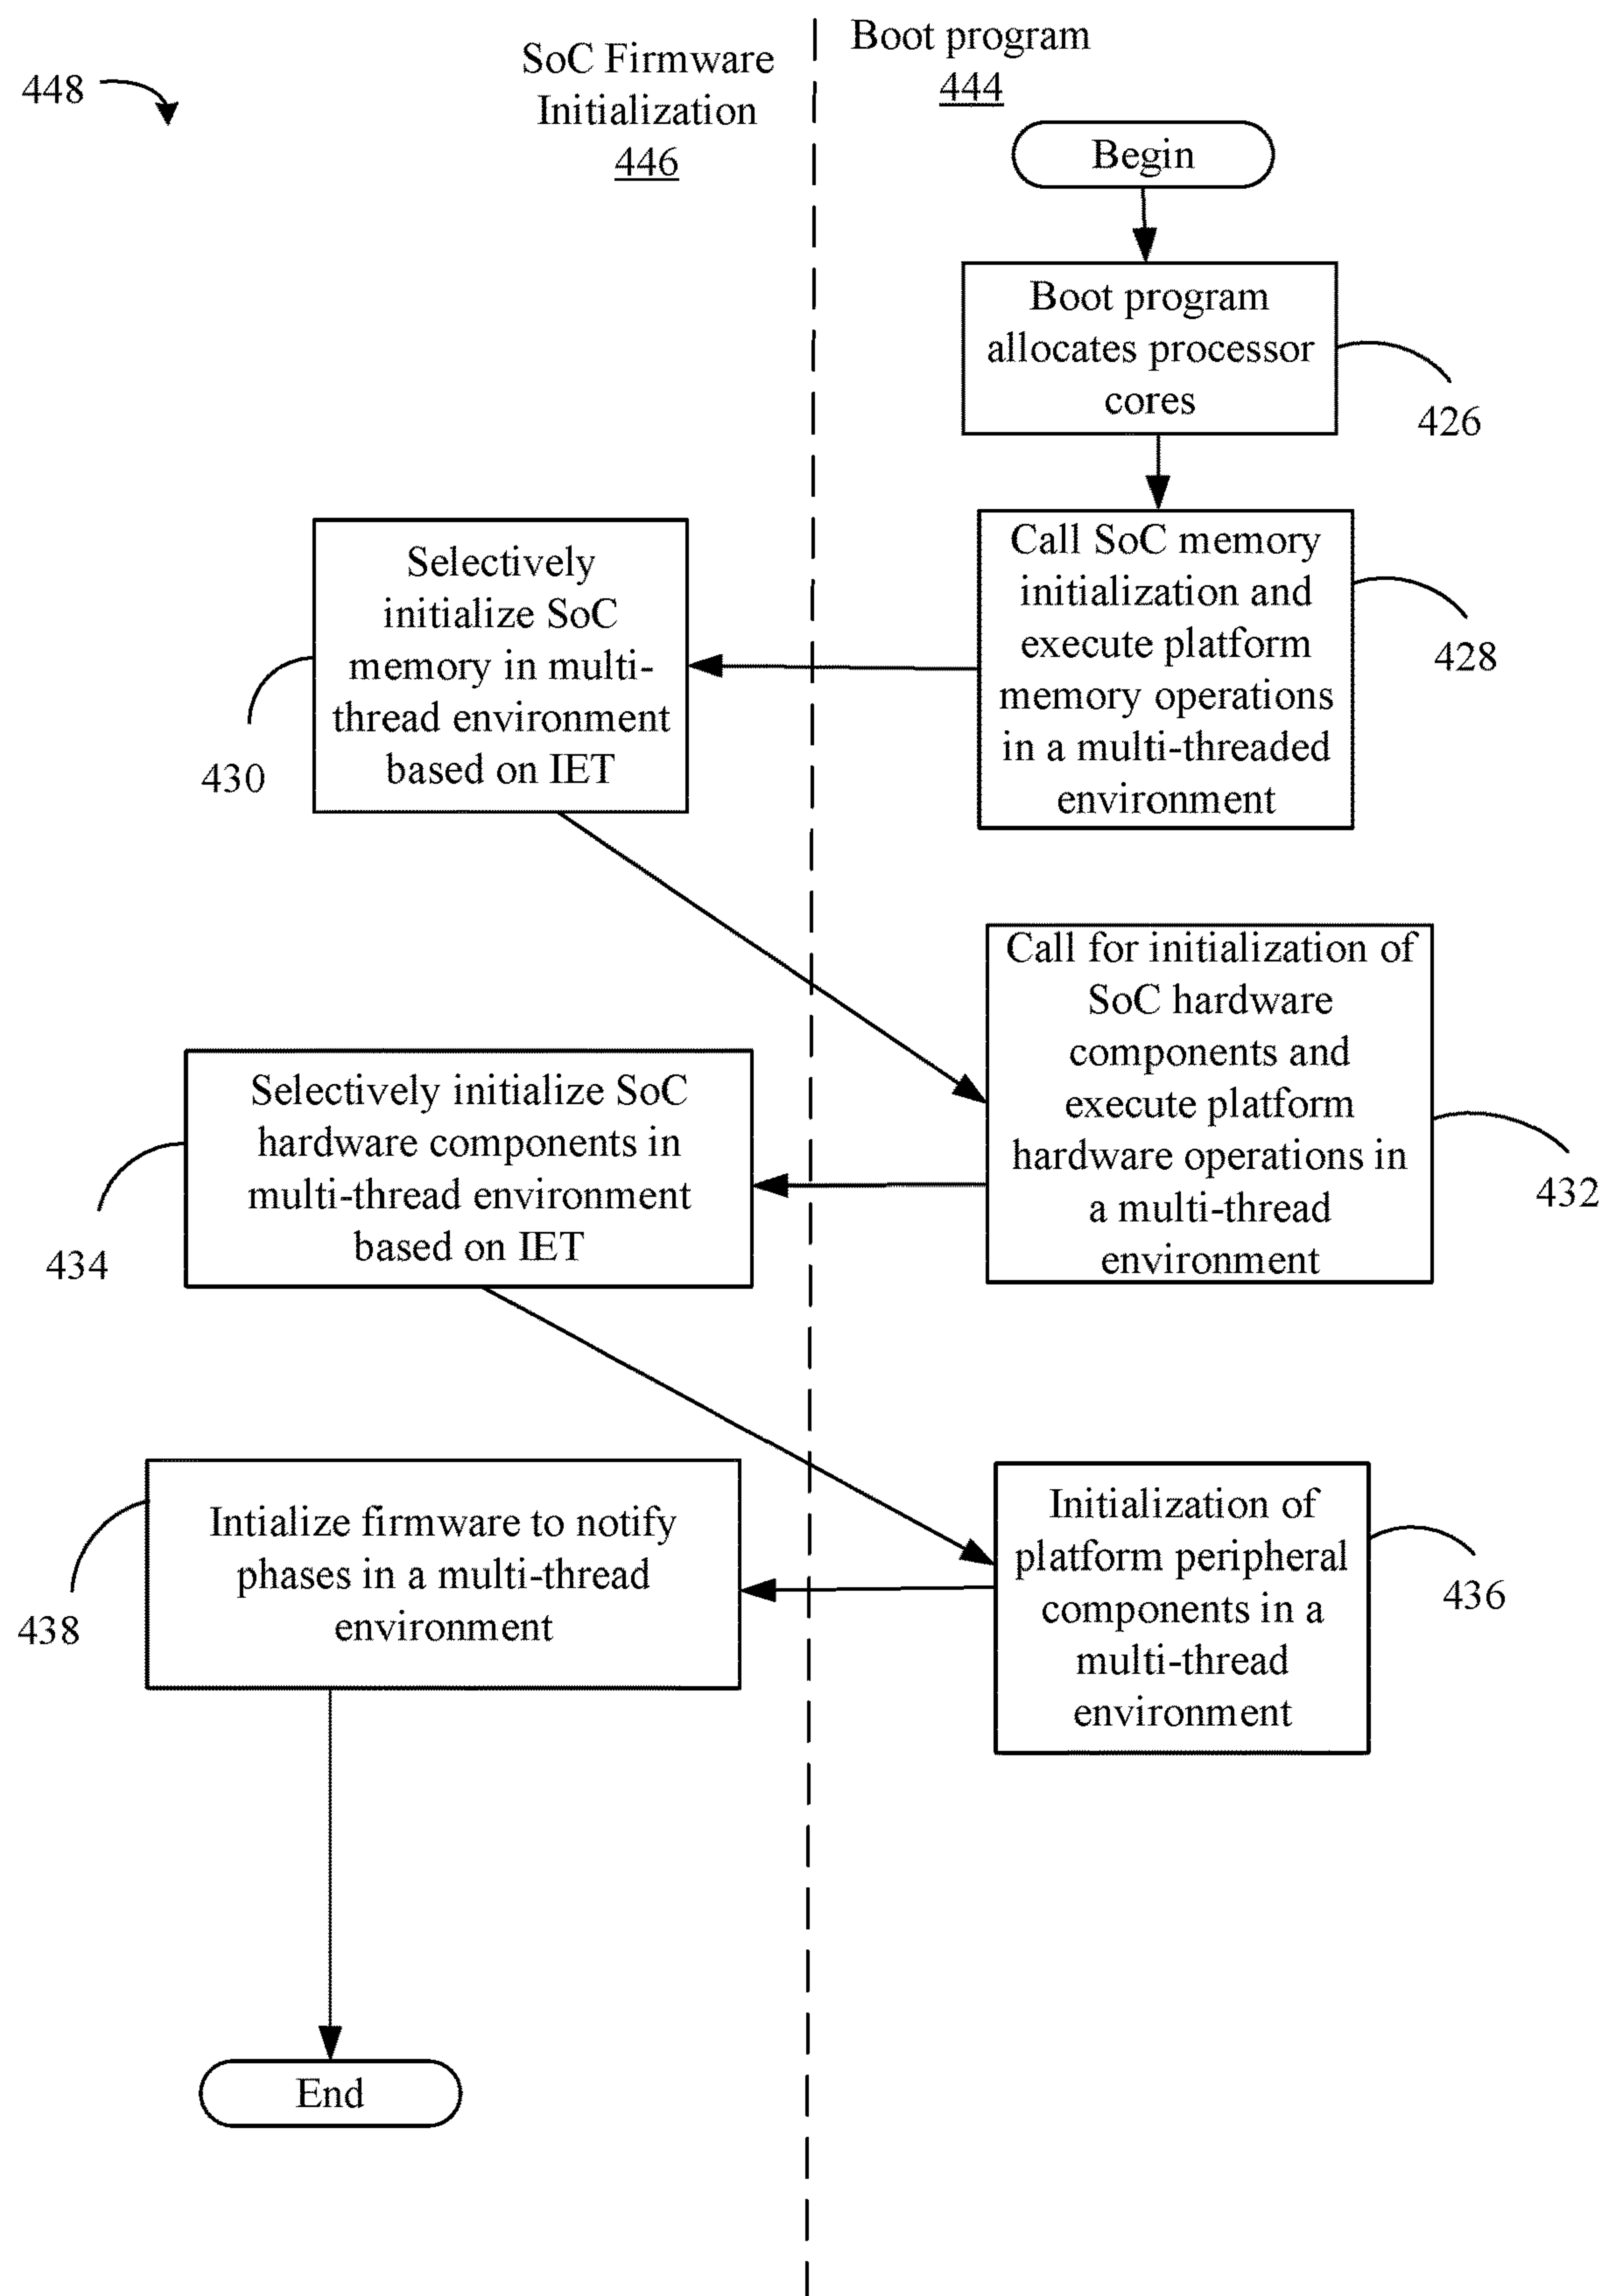 448
SoC Firmware
Initialization
446
Boot program
444
Begin
Boot program
allocates processor
cores
426
Call SoC memory
initialization and
execute platform
memory operations
in a multi-threaded
environment
428
Selectively
initialize SoC
memory in multi-
thread environment
based on IET
430
Call for initialization of
SoC hardware
components and
execute platform
hardware operations in
a multi-thread
environment
432
Selectively initialize SoC
hardware components in
multi-thread environment
based on IET
434
Initialization of
platform peripheral
components in a
multi-thread
environment
436
Intialize firmware to notify
phases in a multi-thread
environment
438
End